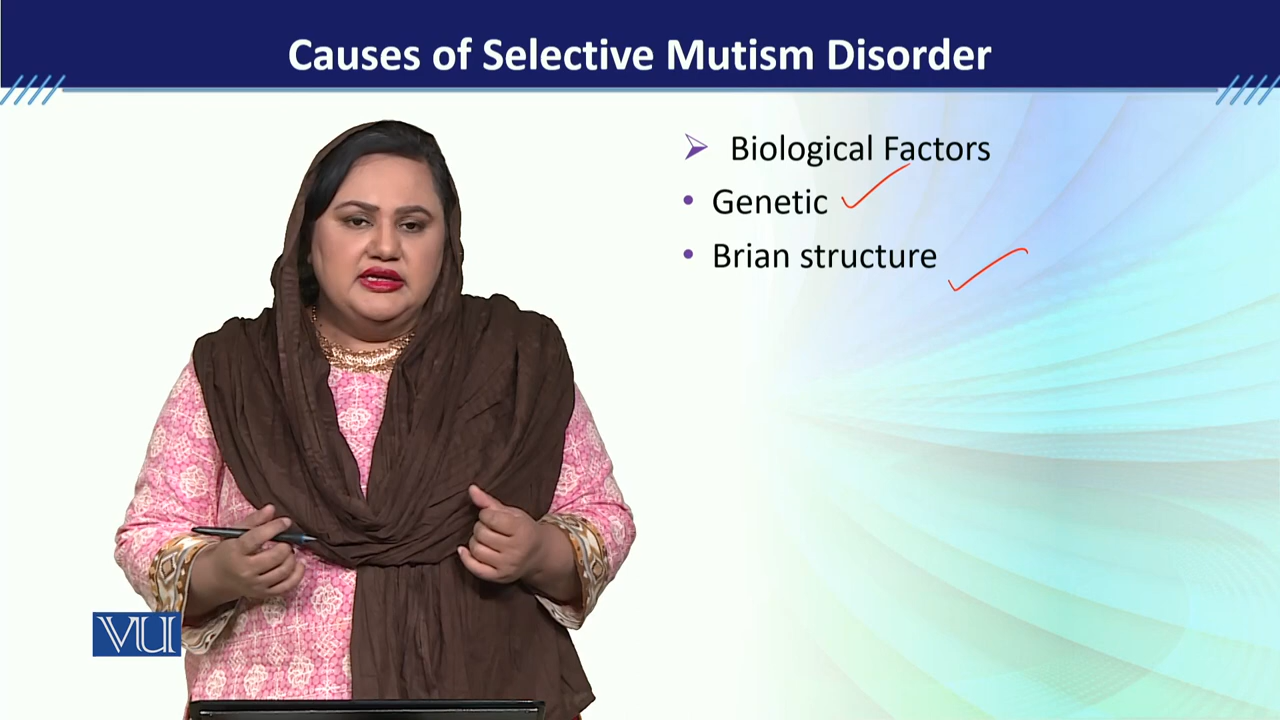 Causes of Selective Mutism Disorder
Biological Factors
Genetic
Brian structure
VU